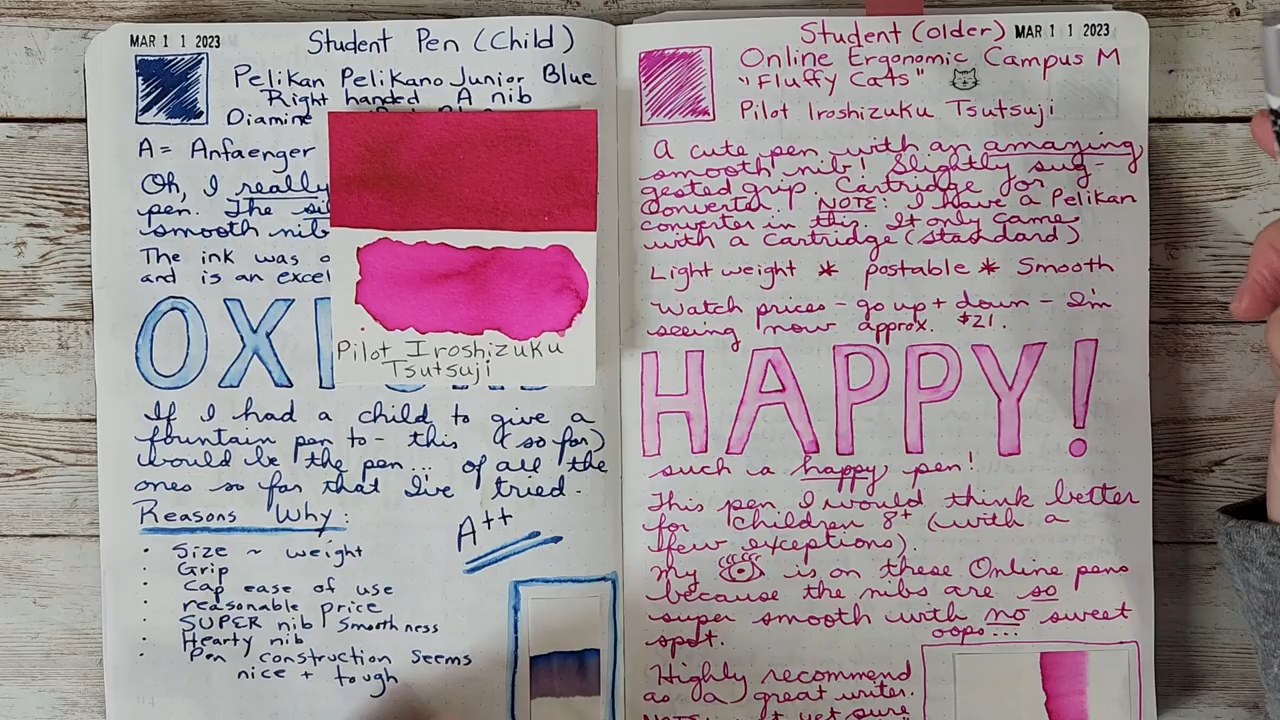 MAR 1 1 2023
Student Pen (Child)
Pelikan Pelikano Junior Blue
Right handed A nib
Diamine
A = Anfaenger
Oh, I really
pen. The
smooth nib
The ink was
and is an excel
OXI
Pilot Iroshizuku
Tsutsuji
If I had a child to give a
fountain pen to - this (so far)
would be the pen... of all the
ones so far that I've tried.
Reasons Why:
A++
· Size ~ weight
· Grip
· Cap ease of use
· reasonable price
· SUPER nib smoothness
· Hearty nib
· Pen construction seems
nice + tough
Student (older) MAR 1 1 2023
Online Ergonomic Campus M
"Fluffy Cats"
Pilot Iroshizuku Tsutsuji
A cute pen with an amazing
smooth nib! Slightly sug-
gested grip. Cartridge or
converter. NOTE: I have a Pelikan
converter in this. It only came
with a cartridge (standard)
Light weight * postable * Smooth
Watch prices - go up + down - I'm
seeing now approx. $21.
HAPPY!
such a happy pen!
This pen I would think better
for children 8+ (with a
few exceptions).
My is on these Online pens
because the nibs are so
super smooth with no sweet
spot.
oops...
Highly recommend
as a great writer.
NOTE: not yet sure